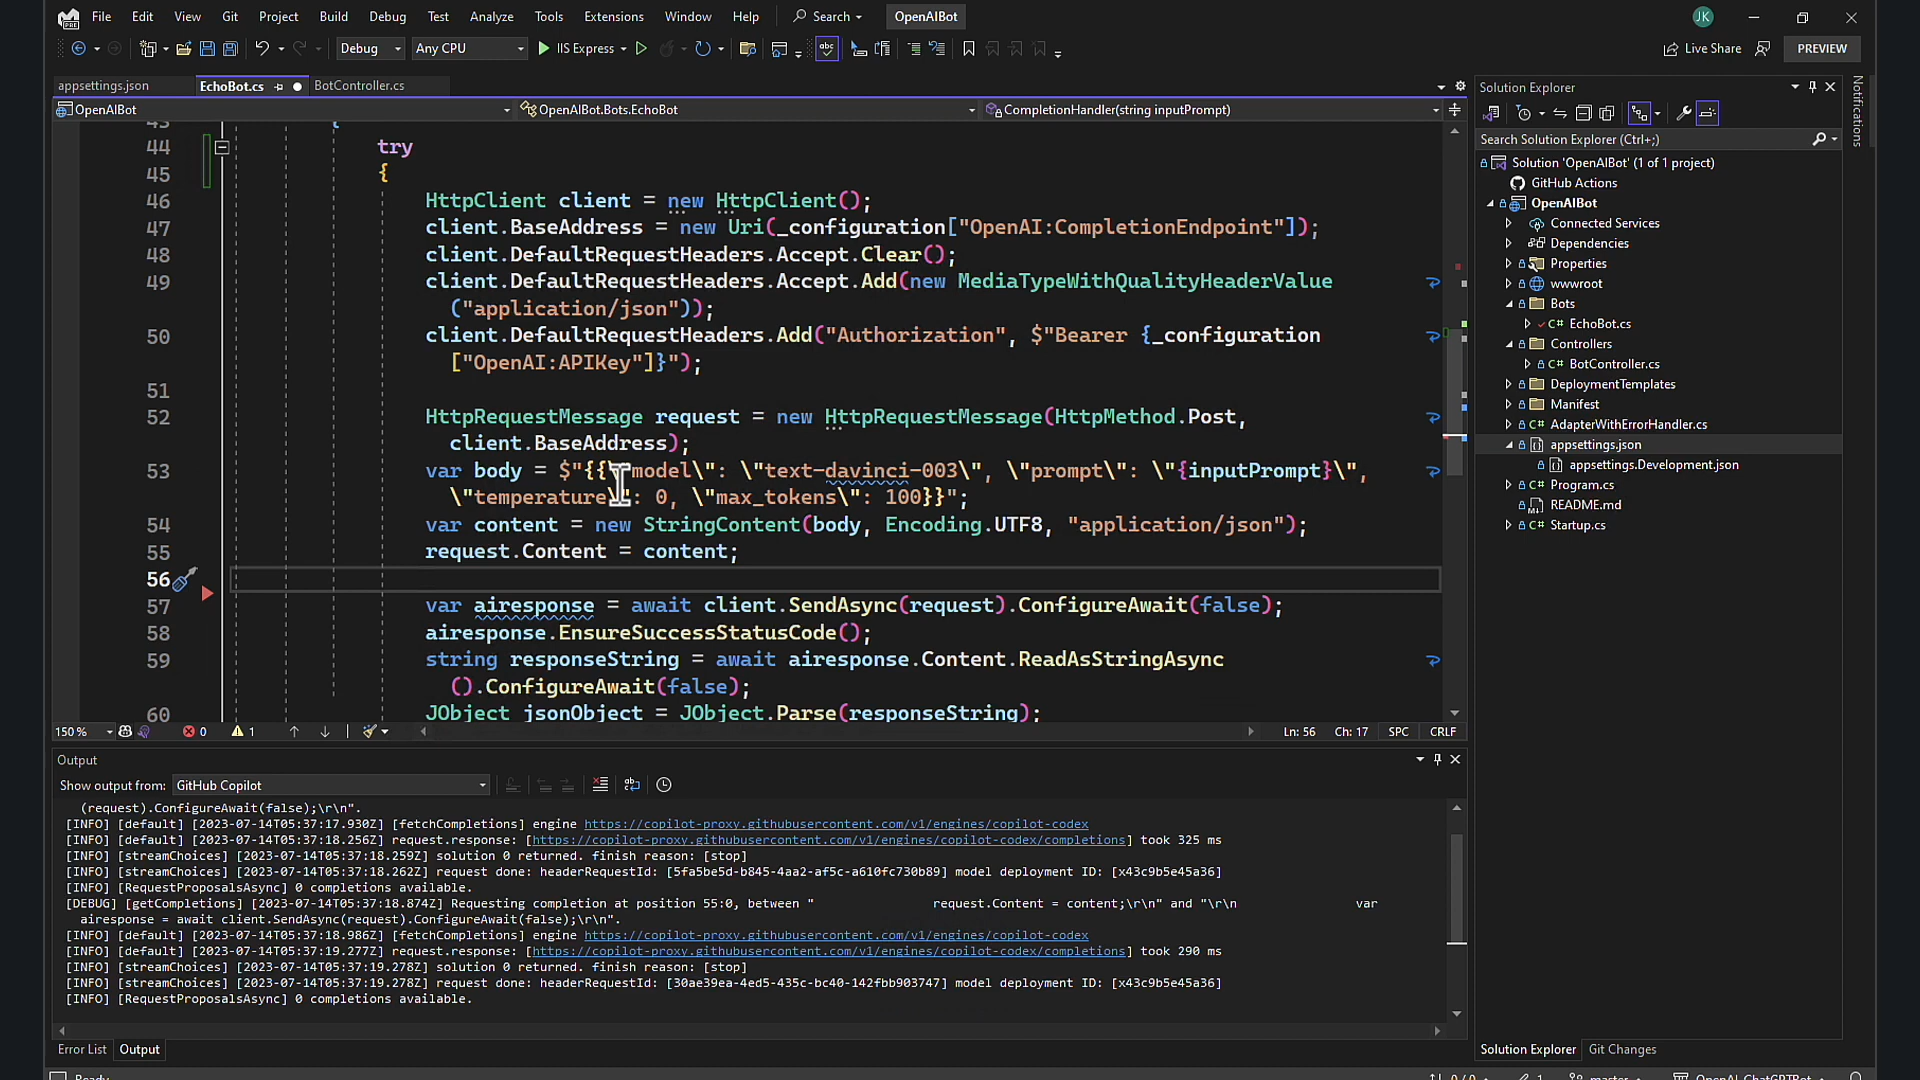 File Edit View Git Project Build Debug Test Analyze Tools Extensions Window Help Search OpenAIBot JK
Debug Any CPU IIS Express Live Share PREVIEW
appsettings.json EchoBot.cs BotController.cs
OpenAIBot OpenAIBot.Bots.EchoBot CompletionHandler(string inputPrompt)
43 {
44 try
45 {
46 HttpClient client = new HttpClient();
47 client.BaseAddress = new Uri(_configuration["OpenAI:CompletionEndpoint"]);
48 client.DefaultRequestHeaders.Accept.Clear();
49 client.DefaultRequestHeaders.Accept.Add(new MediaTypeWithQualityHeaderValue
("application/json"));
50 client.DefaultRequestHeaders.Add("Authorization", $"Bearer {_configuration
["OpenAI:APIKey"]}");
51
52 HttpRequestMessage request = new HttpRequestMessage(HttpMethod.Post,
client.BaseAddress);
53 var body = $"{{\"model\": \"text-davinci-003\", \"prompt\": \"{inputPrompt}\",
\"temperature\": 0, \"max_tokens\": 100}}";
54 var content = new StringContent(body, Encoding.UTF8, "application/json");
55 request.Content = content;
56
57 var airesponse = await client.SendAsync(request).ConfigureAwait(false);
58 airesponse.EnsureSuccessStatusCode();
59 string responseString = await airesponse.Content.ReadAsStringAsync
().ConfigureAwait(false);
60 JObject jsonObject = JObject.Parse(responseString);
150 % 0 1 Ln: 56 Ch: 17 SPC CRLF
Output
Show output from: GitHub Copilot
(request).ConfigureAwait(false);\r\n".
[INFO] [default] [2023-07-14T05:37:17.930Z] [fetchCompletions] engine https://copilot-proxy.githubusercontent.com/v1/engines/copilot-codex
[INFO] [default] [2023-07-14T05:37:18.256Z] request.response: [https://copilot-proxy.githubusercontent.com/v1/engines/copilot-codex/completions] took 325 ms
[INFO] [streamChoices] [2023-07-14T05:37:18.259Z] solution 0 returned. finish reason: [stop]
[INFO] [streamChoices] [2023-07-14T05:37:18.262Z] request done: headerRequestId: [5fa5be5d-b845-4aa2-af5c-a610fc730b89] model deployment ID: [x43c9b5e45a36]
[INFO] [RequestProposalsAsync] 0 completions available.
[DEBUG] [getCompletions] [2023-07-14T05:37:18.874Z] Requesting completion at position 55:0, between " request.Content = content;\r\n" and "\r\n var
airesponse = await client.SendAsync(request).ConfigureAwait(false);\r\n".
[INFO] [default] [2023-07-14T05:37:18.986Z] [fetchCompletions] engine https://copilot-proxy.githubusercontent.com/v1/engines/copilot-codex
[INFO] [default] [2023-07-14T05:37:19.277Z] request.response: [https://copilot-proxy.githubusercontent.com/v1/engines/copilot-codex/completions] took 290 ms
[INFO] [streamChoices] [2023-07-14T05:37:19.278Z] solution 0 returned. finish reason: [stop]
[INFO] [streamChoices] [2023-07-14T05:37:19.278Z] request done: headerRequestId: [30ae39ea-4ed5-435c-bc40-142fbb903747] model deployment ID: [x43c9b5e45a36]
[INFO] [RequestProposalsAsync] 0 completions available.
Error List Output
Solution Explorer
Search Solution Explorer (Ctrl+;)
Solution 'OpenAIBot' (1 of 1 project)
GitHub Actions
OpenAIBot
Connected Services
Dependencies
Properties
wwwroot
Bots
C# EchoBot.cs
Controllers
C# BotController.cs
DeploymentTemplates
Manifest
C# AdapterWithErrorHandler.cs
appsettings.json
appsettings.Development.json
C# Program.cs
README.md
C# Startup.cs
Solution Explorer Git Changes
Notifications
Ready 0 / 0 1 master OpenAI-ChatGPTBot